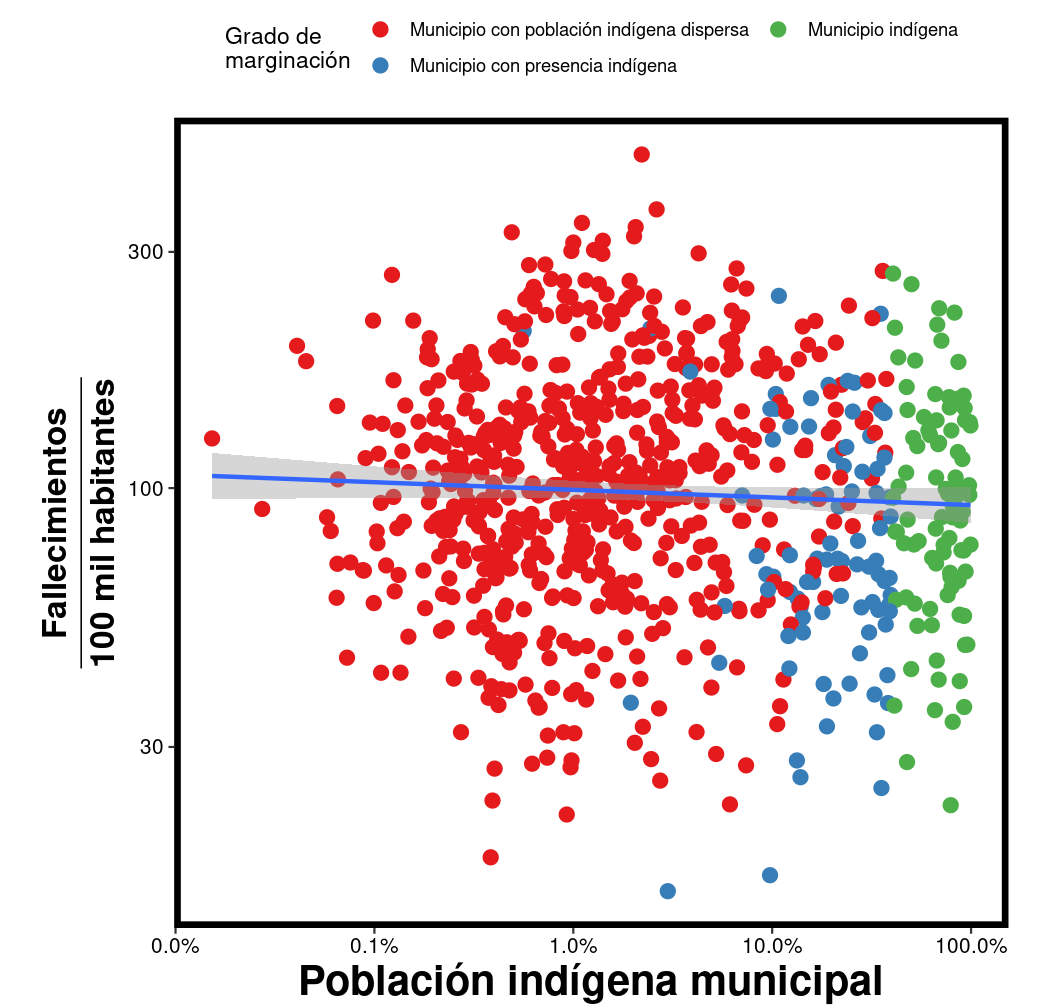 Grado de
marginación
Municipio con población indígena dispersa
Municipio indígena
Municipio con presencia indígena
Fallecimientos
100 mil habitantes
300
100
30
0.0%
0.1%
1.0%
10.0%
100.0%
Población indígena municipal